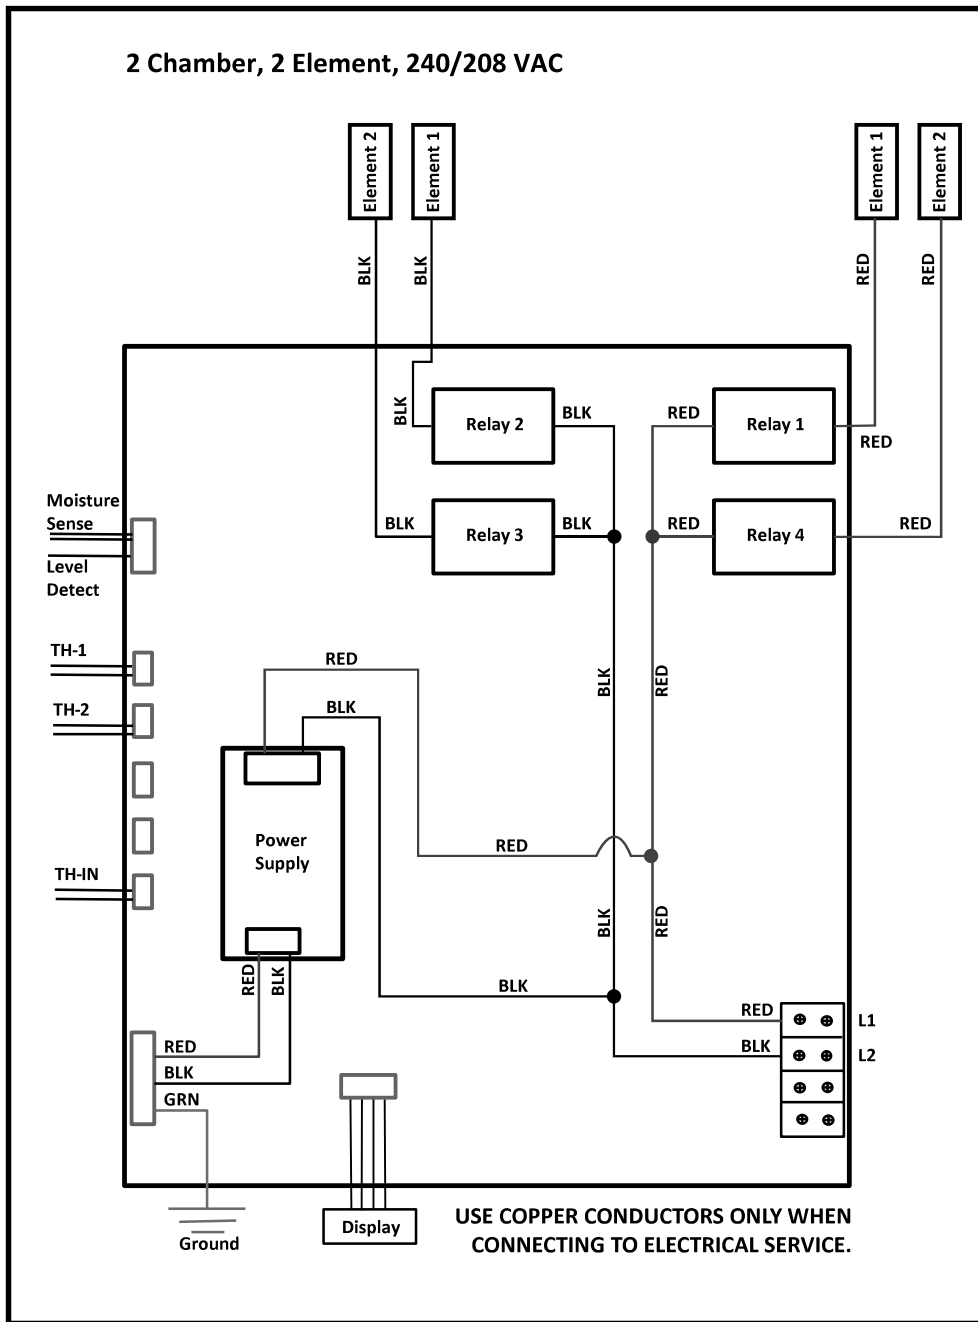 2 Chamber, 2 Element, 240/208 VAC
Element 2
Element 1
Element 1
Element 2
BLK
BLK
RED
RED
BLK
Relay 2
BLK
RED
Relay 1
RED
BLK
Relay 3
BLK
RED
Relay 4
RED
Moisture
Sense
Level
Detect
TH-1
TH-2
TH-IN
RED
BLK
BLK
RED
Power
Supply
RED
BLK
RED
RED
BLK
BLK
RED
L1
BLK
L2
RED
BLK
GRN
Ground
Display
USE COPPER CONDUCTORS ONLY WHEN
CONNECTING TO ELECTRICAL SERVICE.